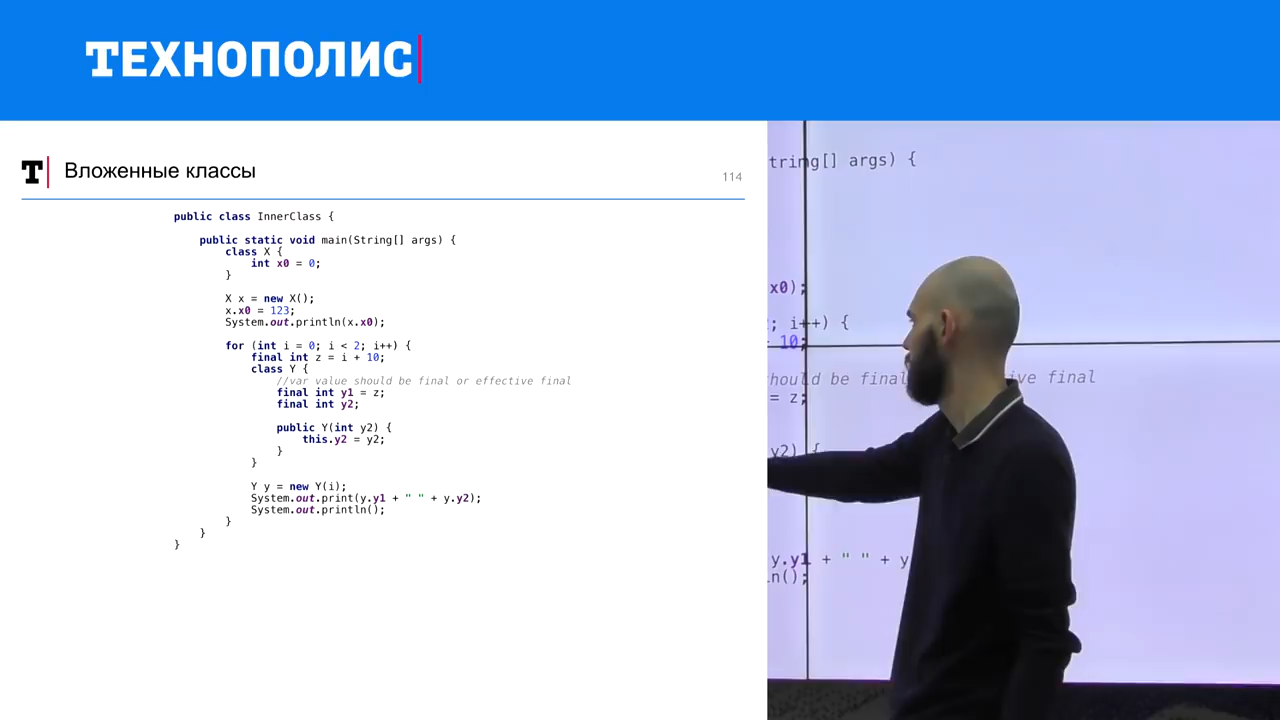 ТЕХНОПОЛИС
T Вложенные классы
114
public class InnerClass {
public static void main(String[] args) {
class X {
int x0 = 0;
}
X x = new X();
x.x0 = 123;
System.out.println(x.x0);
for (int i = 0; i < 2; i++) {
final int z = i + 10;
class Y {
//var value should be final or effective final
final int y1 = z;
final int y2;
public Y(int y2) {
this.y2 = y2;
}
}
Y y = new Y(i);
System.out.print(y.y1 + " " + y.y2);
System.out.println();
}
}
}
tring[] args) {
x0);
; i++) {
10;
hould be final ive final
= z;
y2) {
y.y1 + " " + y
n();